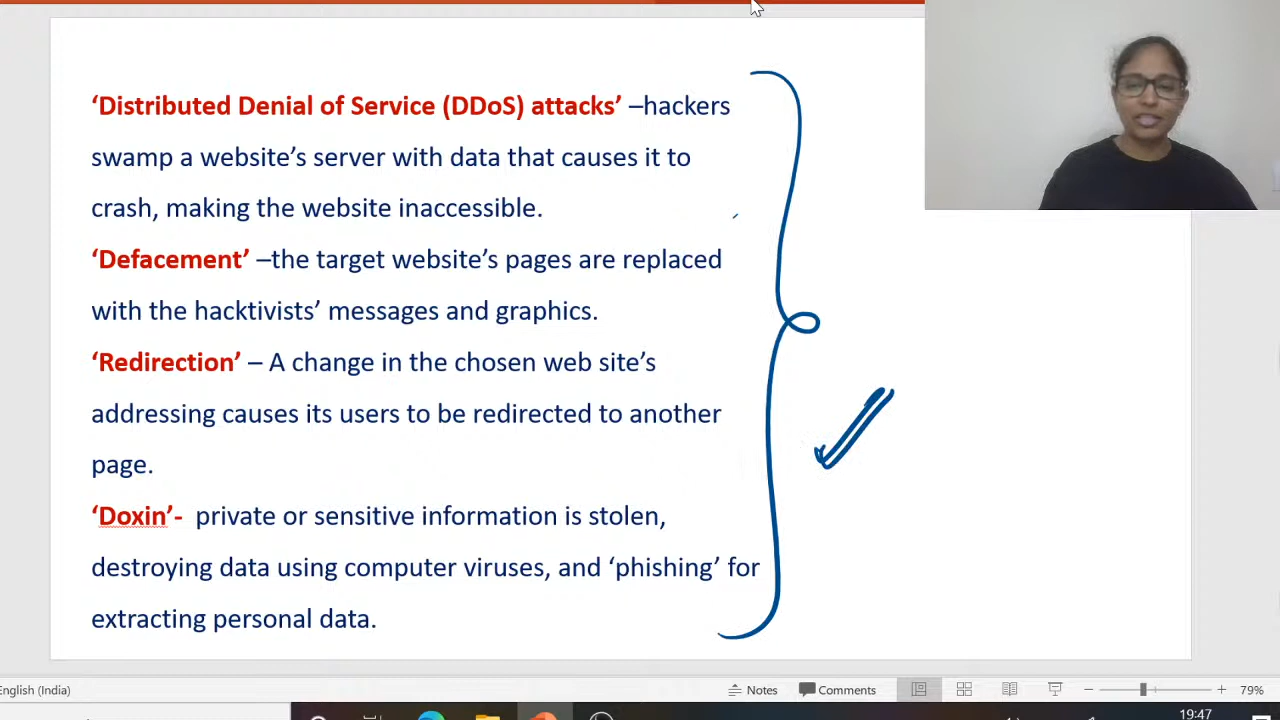 ‘Distributed Denial of Service (DDoS) attacks’ –hackers
swamp a website’s server with data that causes it to
crash, making the website inaccessible.
‘Defacement’ –the target website’s pages are replaced
with the hacktivists’ messages and graphics.
‘Redirection’ – A change in the chosen web site’s
addressing causes its users to be redirected to another
page.
‘Doxin’- private or sensitive information is stolen,
destroying data using computer viruses, and ‘phishing’ for
extracting personal data.
English (India)
Notes
Comments
79%
19:47